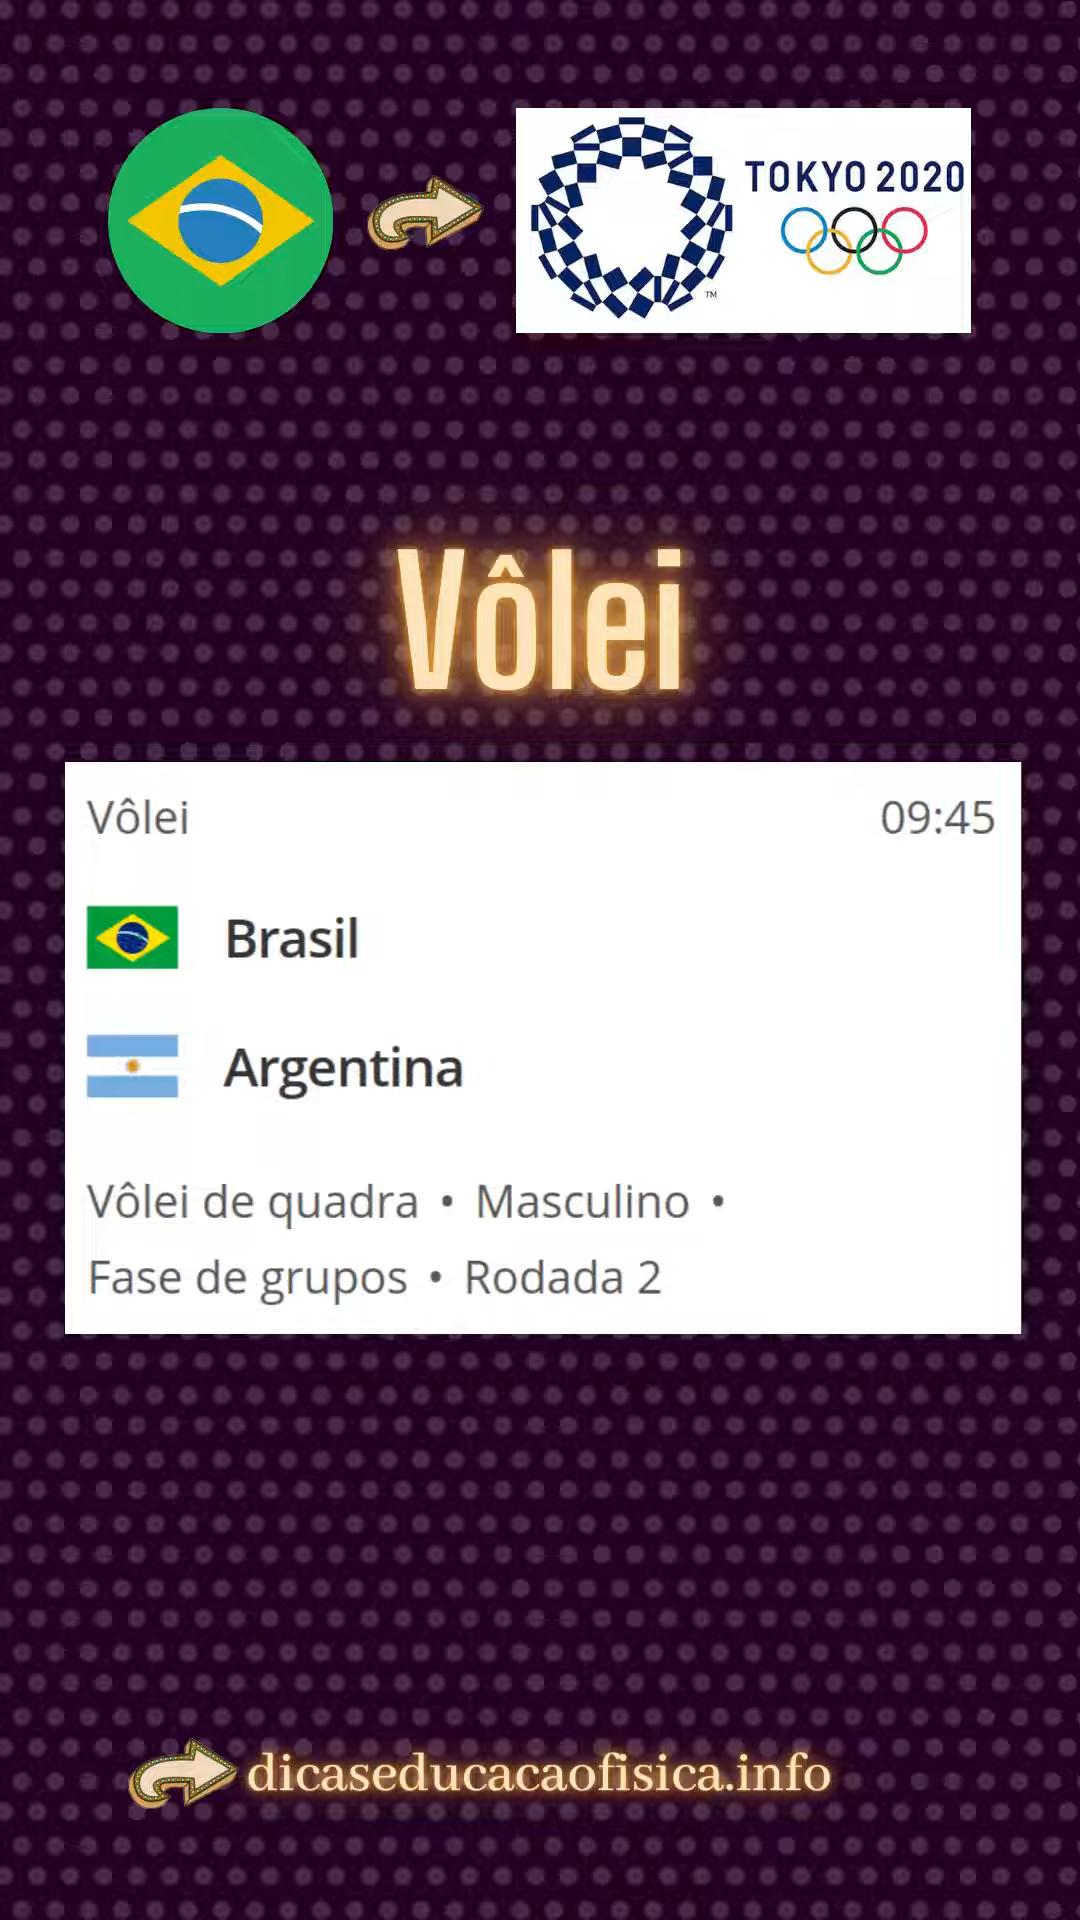 TOKYO 2020
TM
Vôlei
Vôlei 09:45
Brasil
Argentina
Vôlei de quadra • Masculino •
Fase de grupos • Rodada 2
dicaseducacaofisica.info